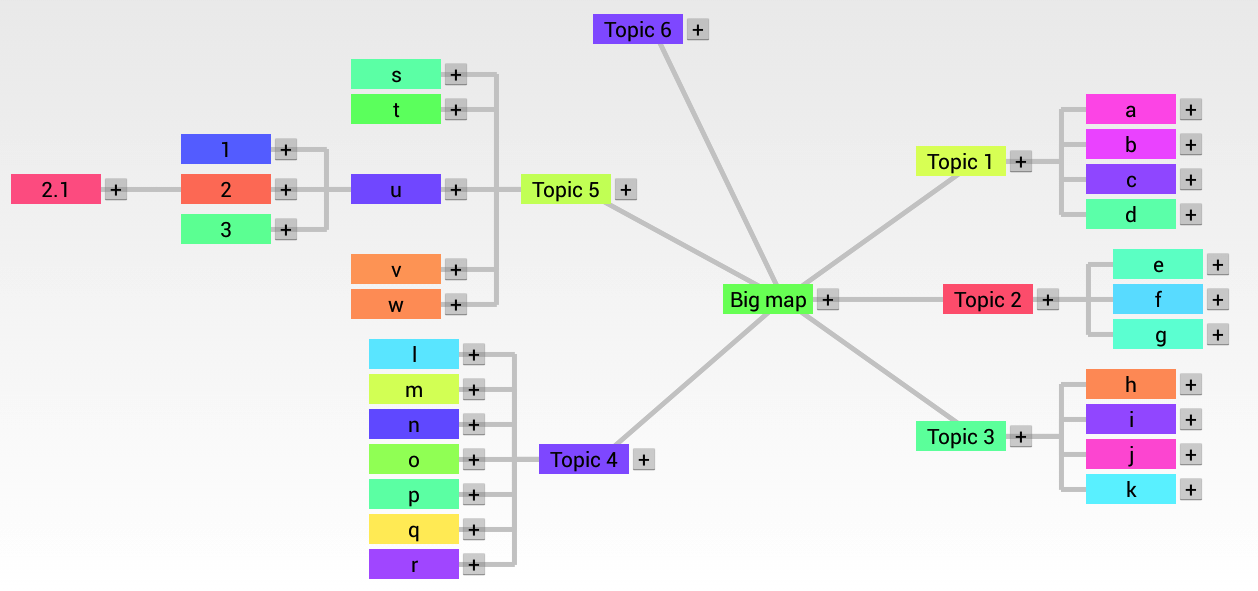 Topic 6 +
s +
t +
1 +
2.1 +
2 +
3 +
u +
v +
w +
Topic 5 +
l +
m +
n +
o +
p +
q +
r +
Topic 4 +
Big map +
Topic 1 +
a +
b +
c +
d +
Topic 2 +
e +
f +
g +
Topic 3 +
h +
i +
j +
k +